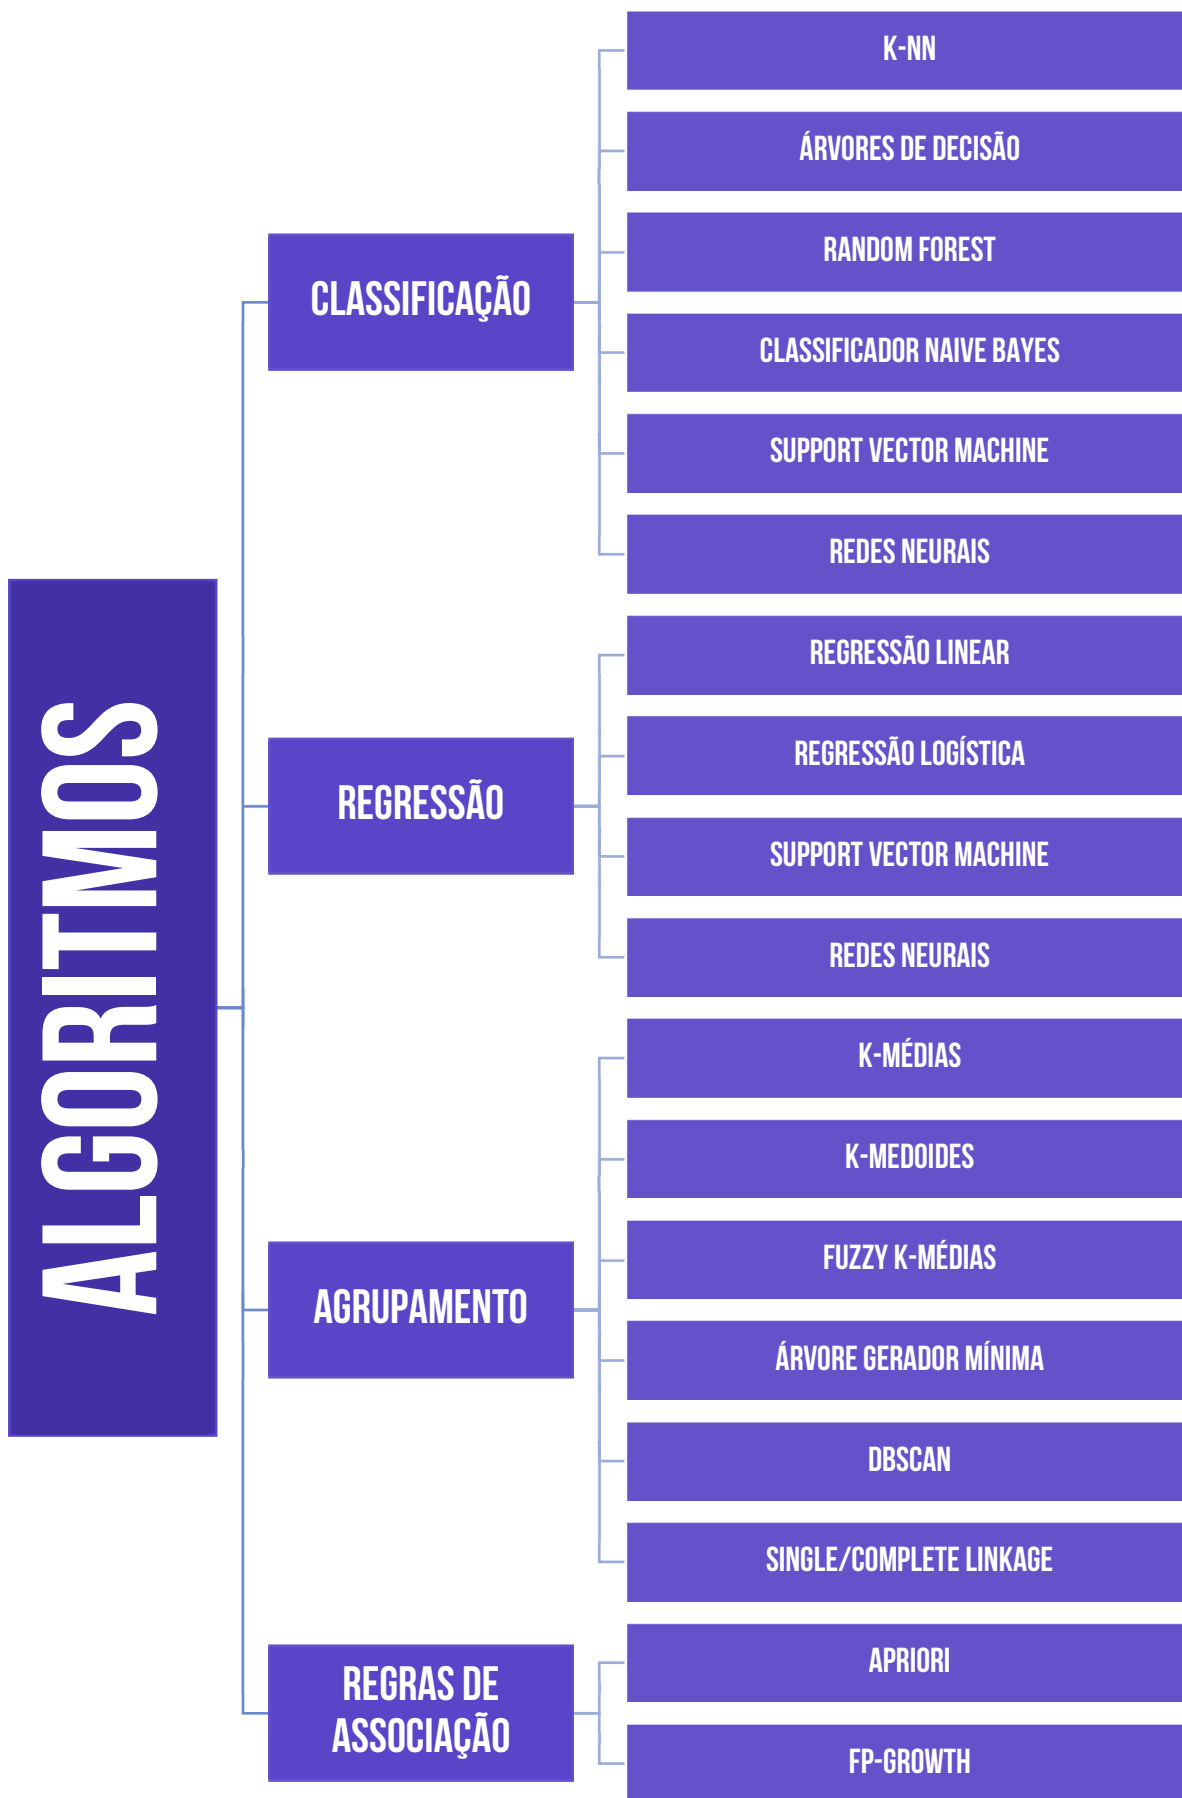 ALGORITMOS
CLASSIFICAÇÃO
K-NN
ÁRVORES DE DECISÃO
RANDOM FOREST
CLASSIFICADOR NAIVE BAYES
SUPPORT VECTOR MACHINE
REDES NEURAIS
REGRESSÃO
REGRESSÃO LINEAR
REGRESSÃO LOGÍSTICA
SUPPORT VECTOR MACHINE
REDES NEURAIS
AGRUPAMENTO
K-MÉDIAS
K-MEDOIDES
FUZZY K-MÉDIAS
ÁRVORE GERADOR MÍNIMA
DBSCAN
SINGLE/COMPLETE LINKAGE
REGRAS DE
ASSOCIAÇÃO
APRIORI
FP-GROWTH